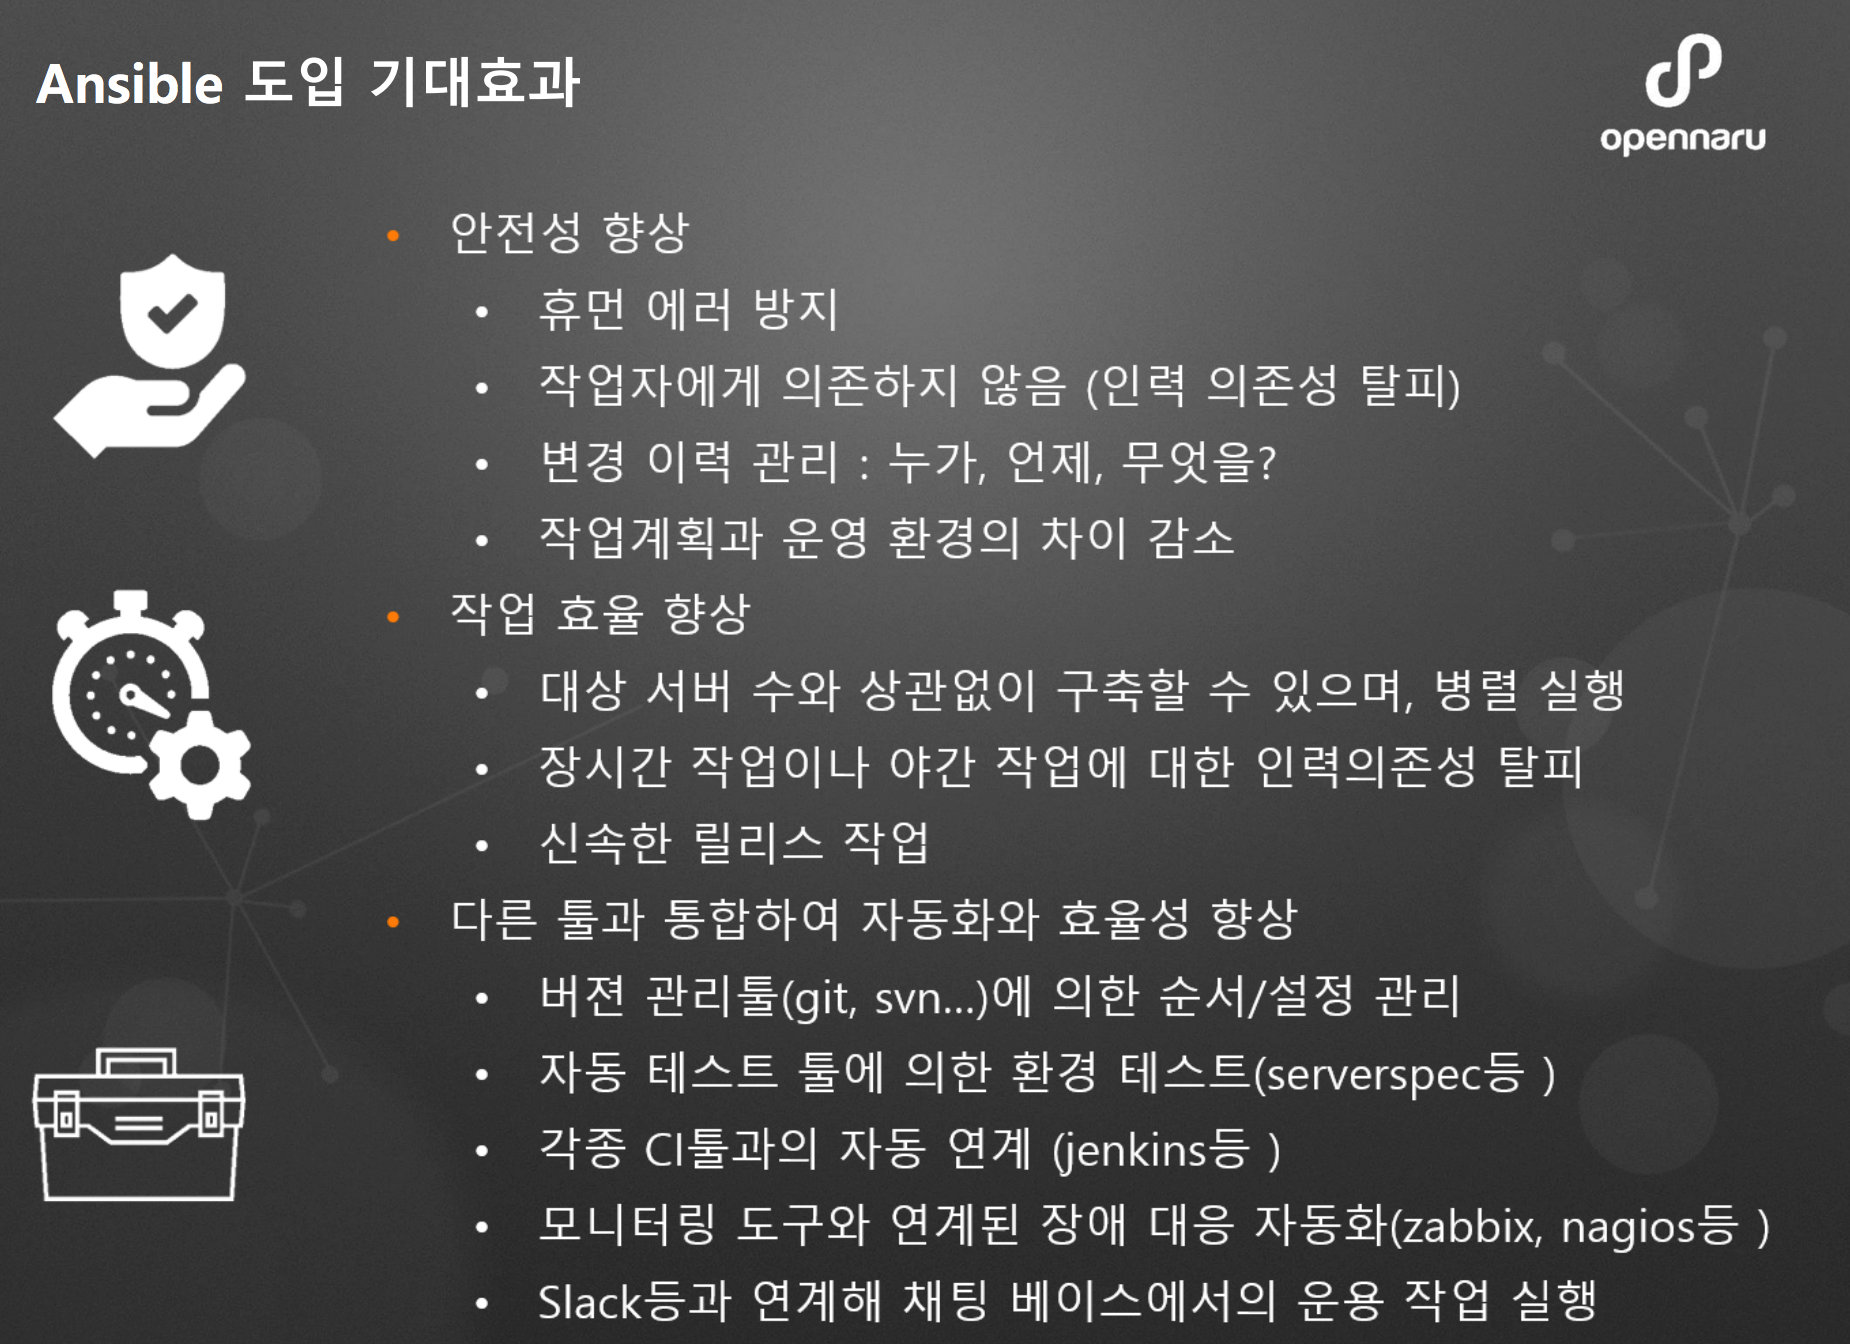 Ansible 도입 기대효과
opennaru
• 안전성 향상
• 휴먼 에러 방지
• 작업자에게 의존하지 않음 (인력 의존성 탈피)
• 변경 이력 관리 : 누가, 언제, 무엇을?
• 작업계획과 운영 환경의 차이 감소
• 작업 효율 향상
• 대상 서버 수와 상관없이 구축할 수 있으며, 병렬 실행
• 장시간 작업이나 야간 작업에 대한 인력의존성 탈피
• 신속한 릴리스 작업
• 다른 툴과 통합하여 자동화와 효율성 향상
• 버젼 관리툴(git, svn...)에 의한 순서/설정 관리
• 자동 테스트 툴에 의한 환경 테스트(serverspec등 )
• 각종 CI툴과의 자동 연계 (jenkins등 )
• 모니터링 도구와 연계된 장애 대응 자동화(zabbix, nagios등 )
• Slack등과 연계해 채팅 베이스에서의 운용 작업 실행